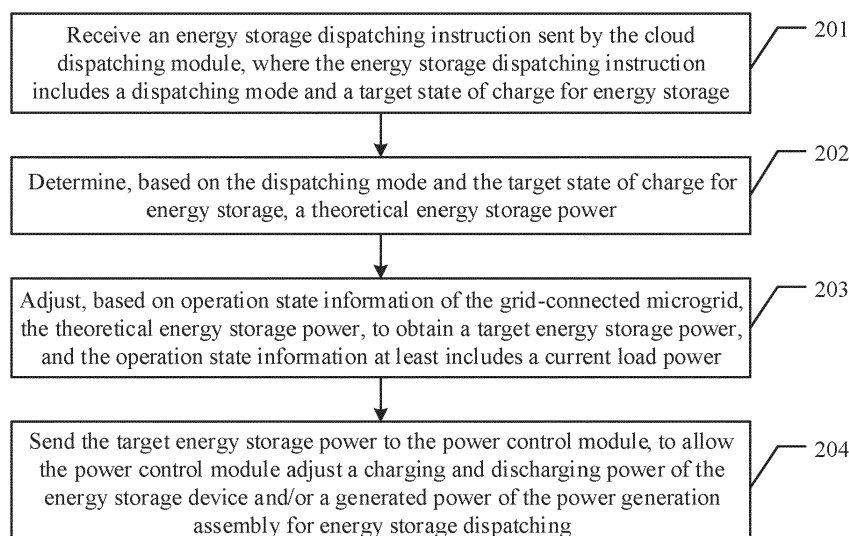 Receive an energy storage dispatching instruction sent by the cloud
dispatching module, where the energy storage dispatching instruction
includes a dispatching mode and a target state of charge for energy storage
201
Determine, based on the dispatching mode and the target state of charge for
energy storage, a theoretical energy storage power
202
Adjust, based on operation state information of the grid-connected microgrid,
the theoretical energy storage power, to obtain a target energy storage power,
and the operation state information at least includes a current load power
203
Send the target energy storage power to the power control module, to allow
the power control module adjust a charging and discharging power of the
energy storage device and/or a generated power of the power generation
assembly for energy storage dispatching
204